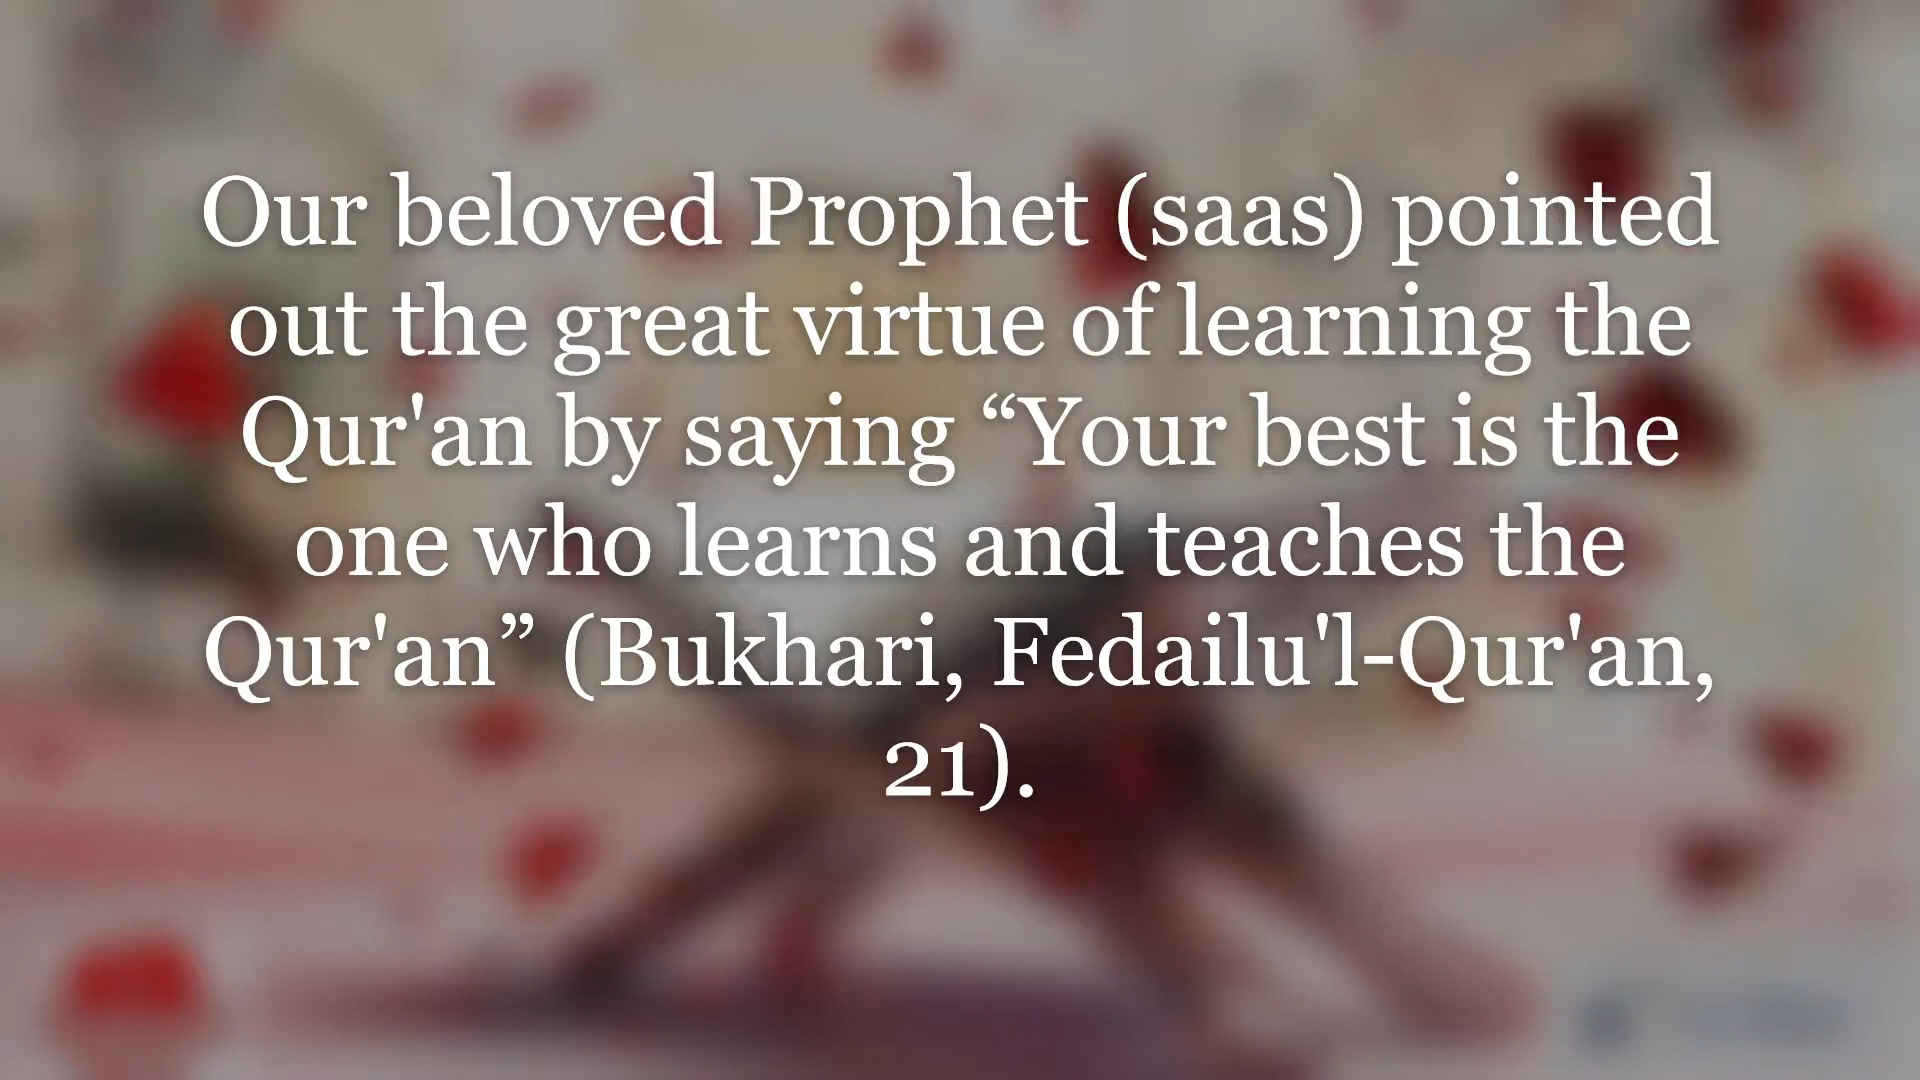 Our beloved Prophet (saas) pointed
out the great virtue of learning the
Qur'an by saying “Your best is the
one who learns and teaches the
Qur'an” (Bukhari, Fedailu'l-Qur'an,
21).